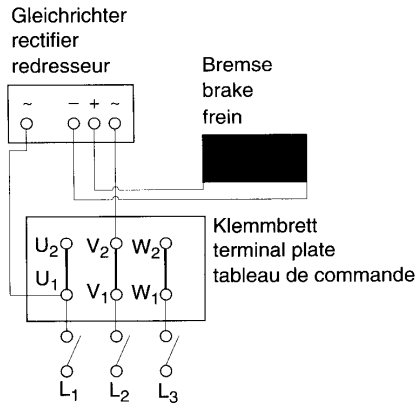 Gleichrichter
rectifier
redresseur
Bremse
brake
frein
~ − + ~
Klemmbrett
terminal plate
tableau de commande
U2 V2 W2
U1 V1 W1
L1 L2 L3